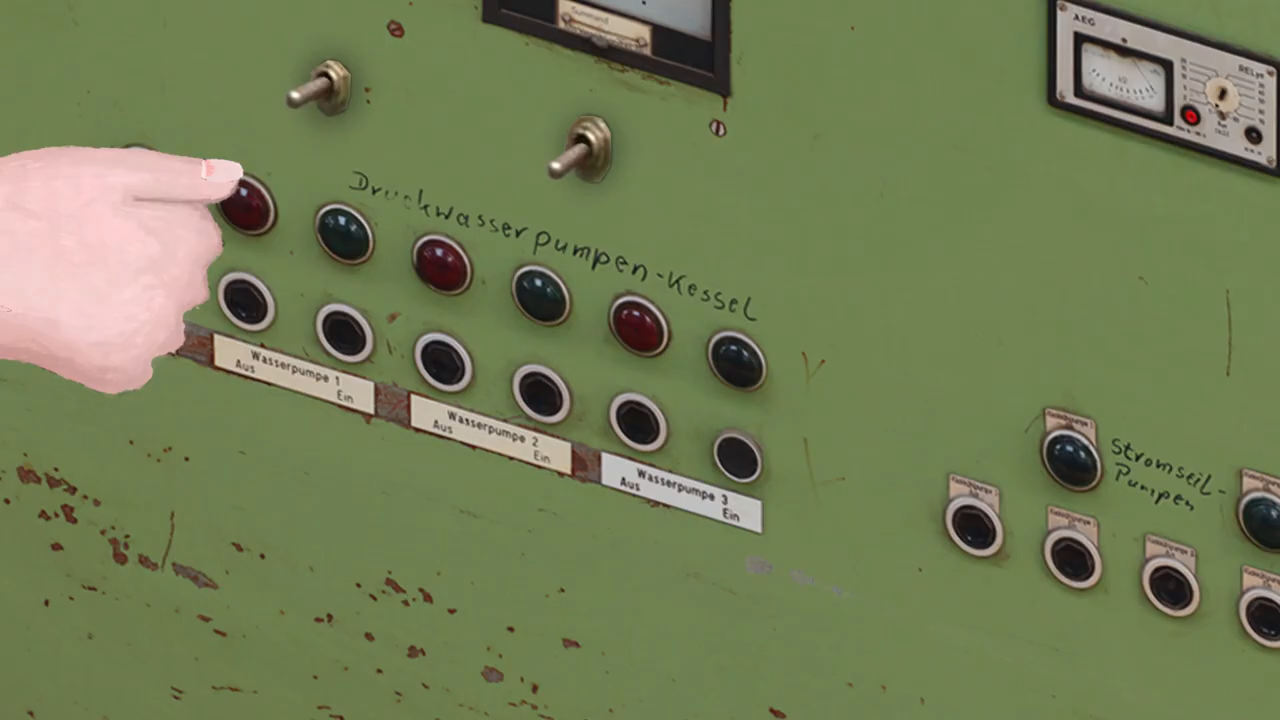 AEG
Druckwasserpumpen-Kessel
Wasserpumpe 1
Aus
Ein
Wasserpumpe 2
Aus
Ein
Wasserpumpe 3
Aus
Ein
Stromseil-
Pumpen